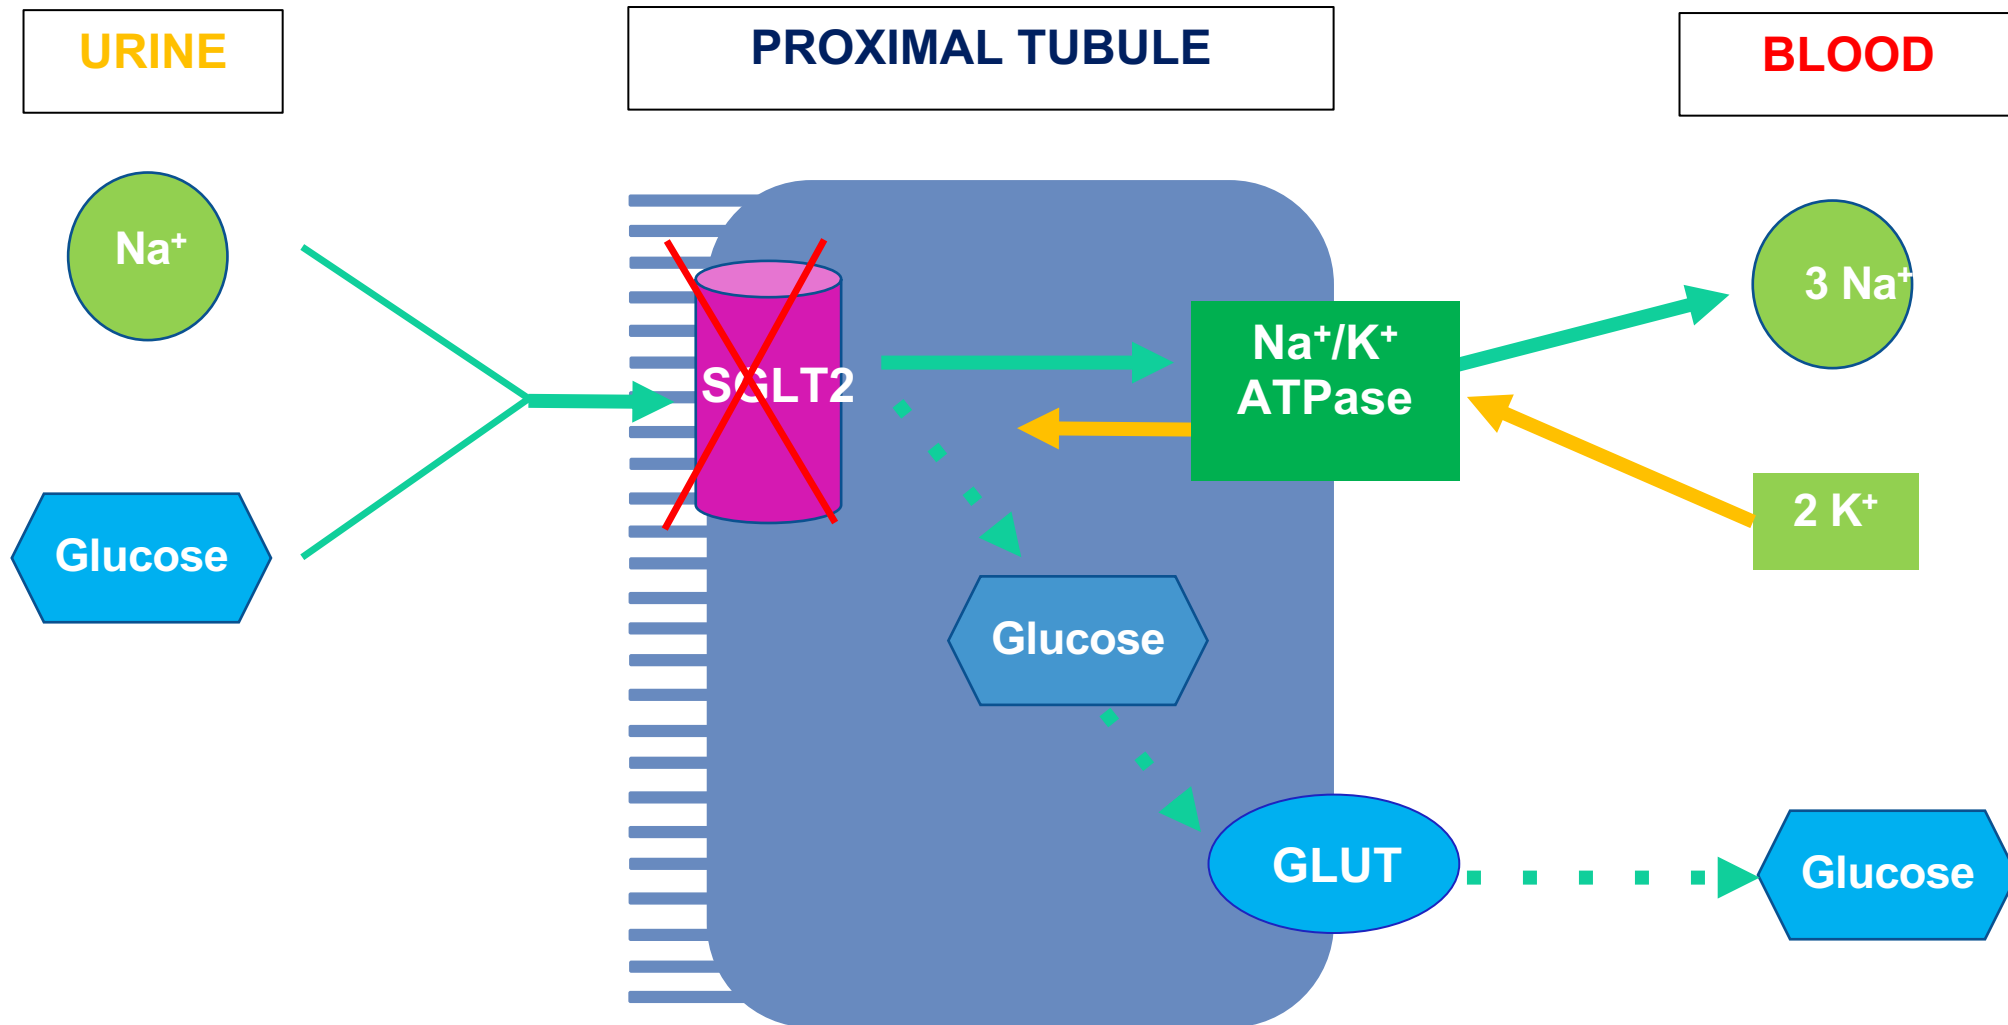 URINE
PROXIMAL TUBULE
BLOOD
Na⁺
3 Na⁺
Na⁺/K⁺
ATPase
SGLT2
2 K⁺
Glucose
Glucose
GLUT
Glucose